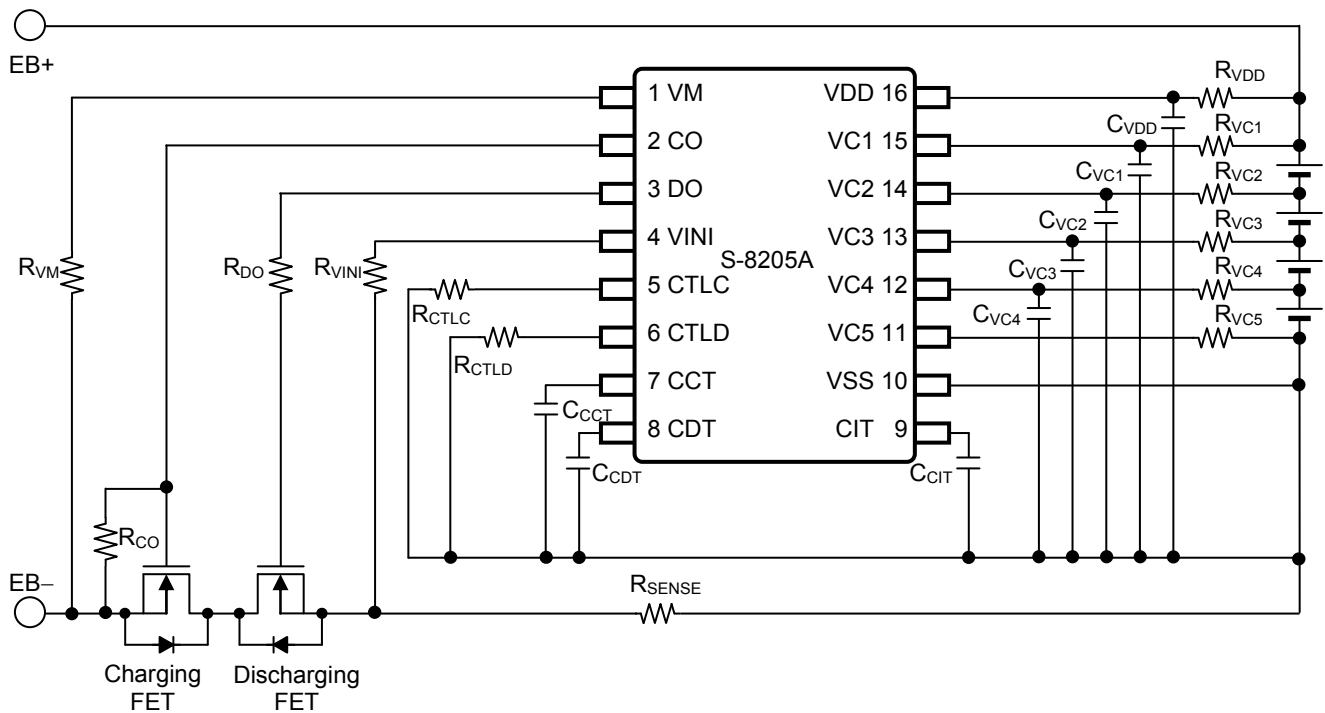 EB+
1 VM
2 CO
3 DO
4 VINI
5 CTLC
6 CTLD
7 CCT
8 CDT
S-8205A
VDD 16
VC1 15
VC2 14
VC3 13
VC4 12
VC5 11
VSS 10
CIT 9
RVDD
CVDD
RVC1
CVC1
RVC2
CVC2
RVC3
CVC3
RVC4
CVC4
RVC5
RVM
RDO
RVINI
RCTLC
RCTLD
CCCT
CCDT
CCIT
RCO
EB−
RSENSE
Charging
FET
Discharging
FET